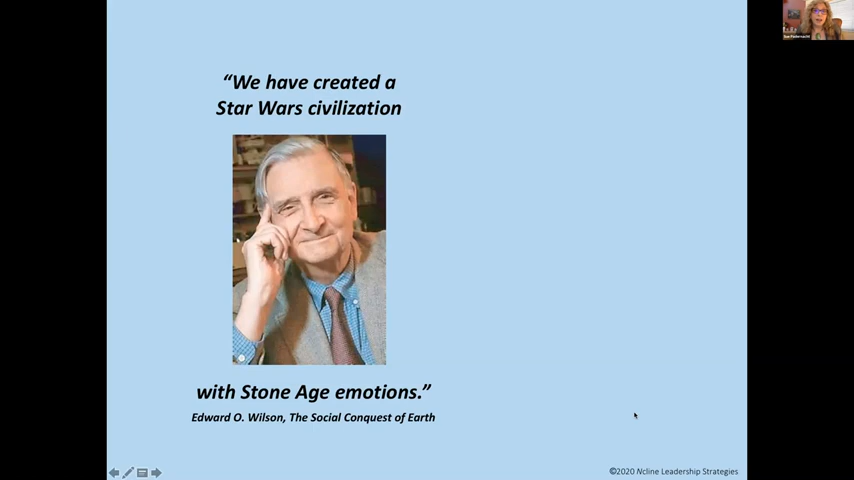 “We have created a
Star Wars civilization
with Stone Age emotions.”
Edward O. Wilson, The Social Conquest of Earth
©2020 Ncline Leadership Strategies